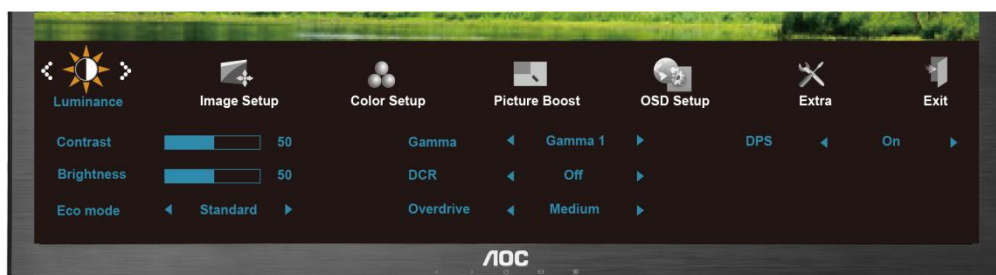 Luminance Image Setup Color Setup Picture Boost OSD Setup Extra Exit
Contrast 50 Gamma Gamma 1 DPS On
Brightness 50 DCR Off
Eco mode Standard Overdrive Medium
AOC